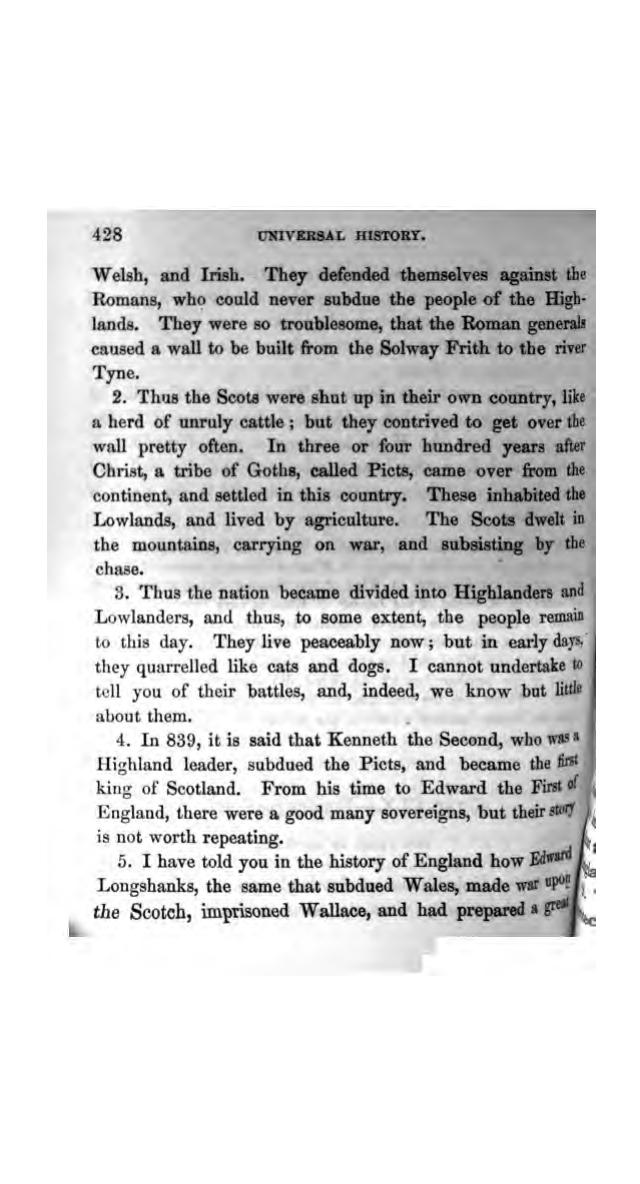 428 UNIVERSAL HISTORY.
Welsh, and Irish. They defended themselves against the
Romans, who could never subdue the people of the High-
lands. They were so troublesome, that the Roman generals
caused a wall to be built from the Solway Frith to the river
Tyne.
2. Thus the Scots were shut up in their own country, like
a herd of unruly cattle; but they contrived to get over the
wall pretty often. In three or four hundred years after
Christ, a tribe of Goths, called Picts, came over from the
continent, and settled in this country. These inhabited the
Lowlands, and lived by agriculture. The Scots dwelt in
the mountains, carrying on war, and subsisting by the
chase.
3. Thus the nation became divided into Highlanders and
Lowlanders, and thus, to some extent, the people remain
to this day. They live peaceably now; but in early days,
they quarrelled like cats and dogs. I cannot undertake to
tell you of their battles, and, indeed, we know but little
about them.
4. In 839, it is said that Kenneth the Second, who was a
Highland leader, subdued the Picts, and became the first
king of Scotland. From his time to Edward the First of
England, there were a good many sovereigns, but their story
is not worth repeating.
5. I have told you in the history of England how Edward
Longshanks, the same that subdued Wales, made war upon
the Scotch, imprisoned Wallace, and had prepared a great